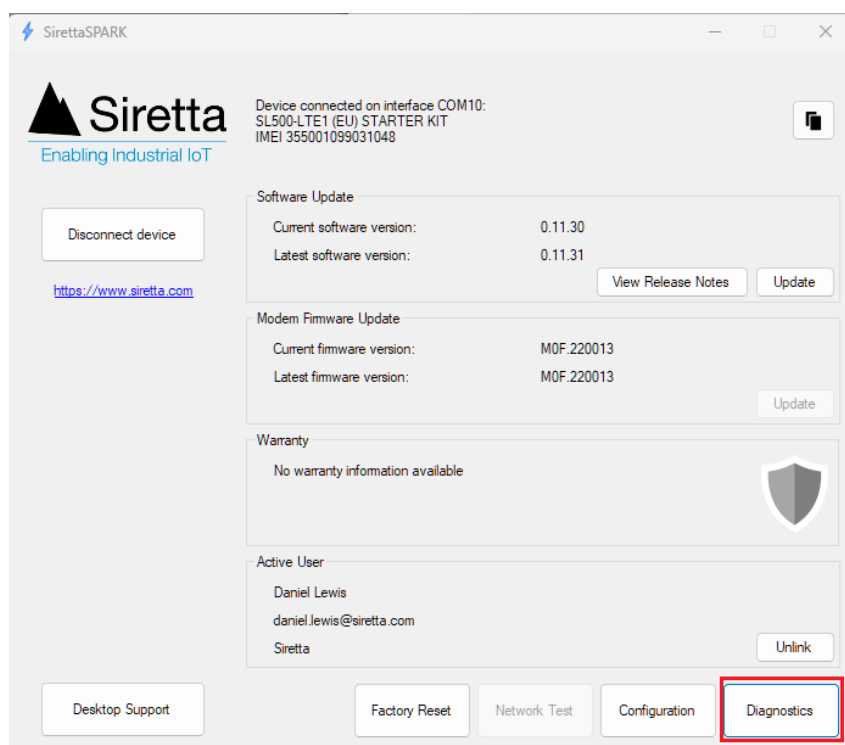 SirettaSPARK
Siretta
Enabling Industrial IoT
Device connected on interface COM10:
SL500-LTE1 (EU) STARTER KIT
IMEI 355001099031048
Disconnect device
https://www.siretta.com
Software Update
Current software version: 0.11.30
Latest software version: 0.11.31
View Release Notes Update
Modem Firmware Update
Current firmware version: M0F.220013
Latest firmware version: M0F.220013
Update
Warranty
No warranty information available
Active User
Daniel Lewis
daniel.lewis@siretta.com
Siretta Unlink
Desktop Support Factory Reset Network Test Configuration Diagnostics